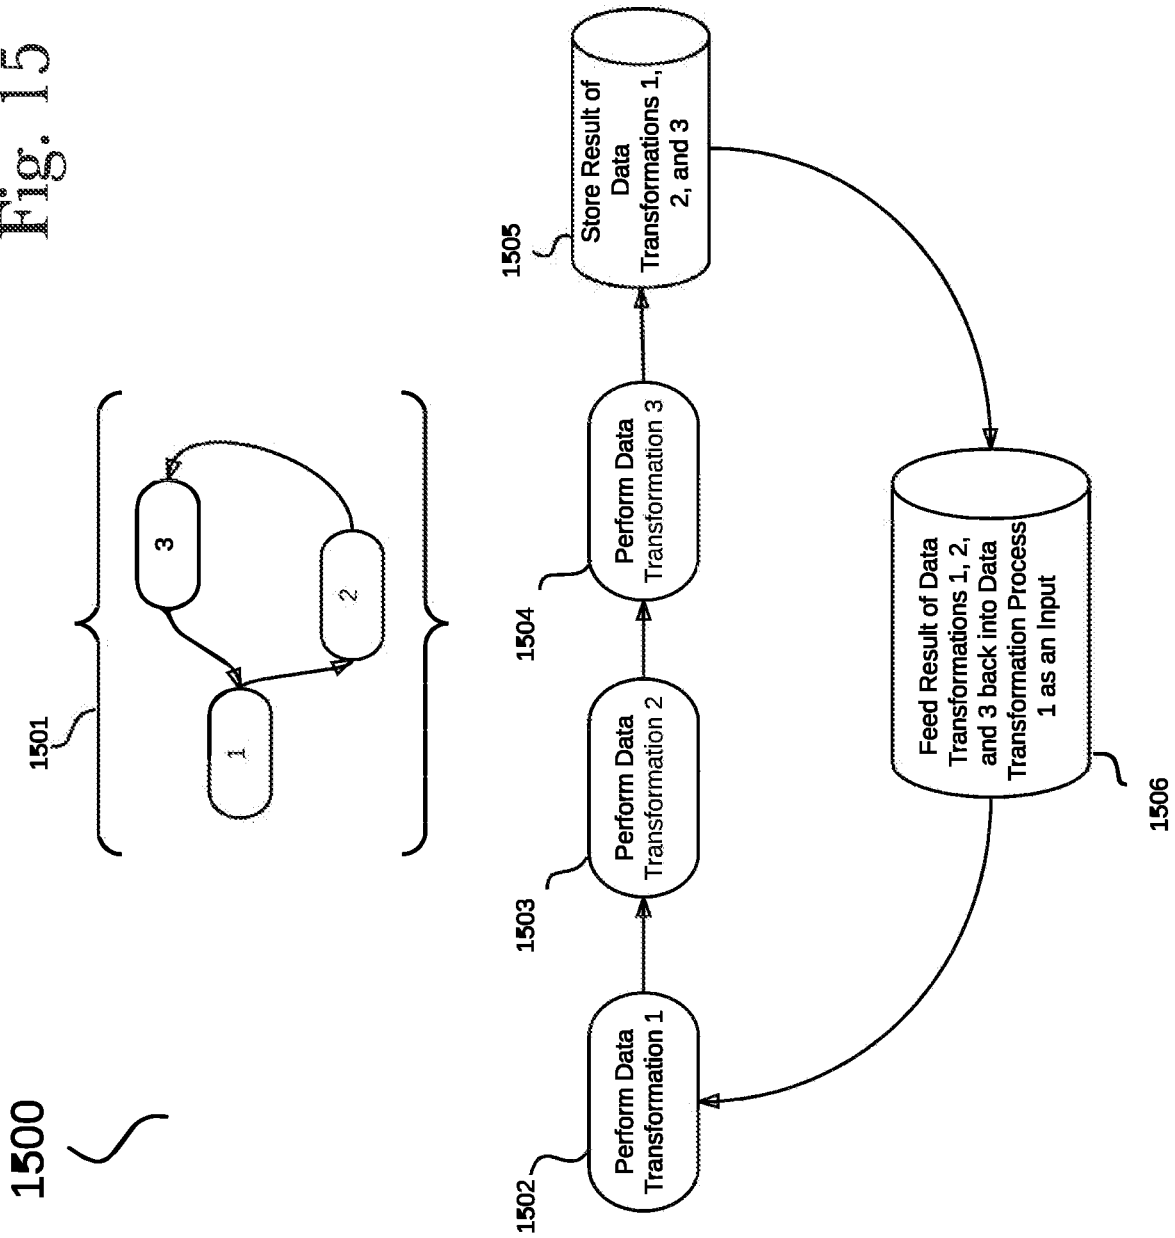 Fig. 15
1500
1501
1
2
3
1502
Perform Data
Transformation 1
1503
Perform Data
Transformation 2
1504
Perform Data
Transformation 3
1505
Store Result of
Data
Transformations 1,
2, and 3
Feed Result of Data
Transformations 1, 2,
and 3 back into Data
Transformation Process
1 as an Input
1506